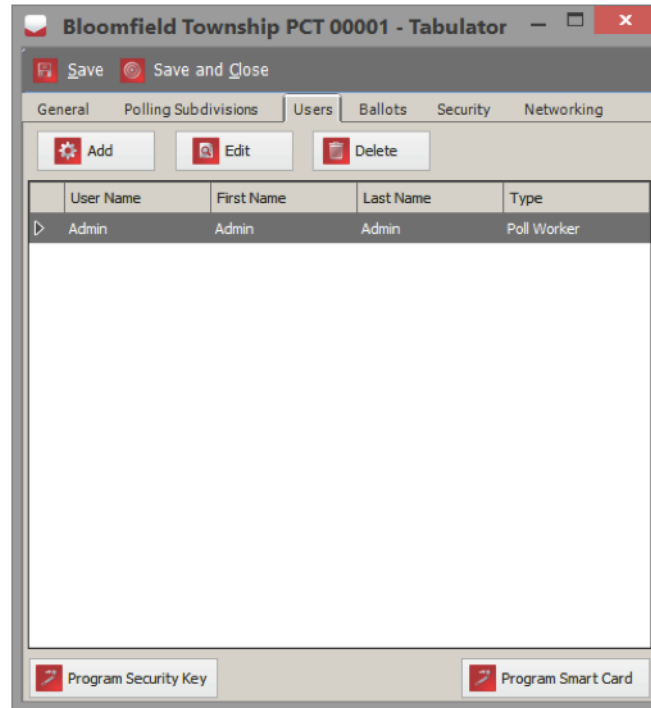 Bloomfield Township PCT 00001 - Tabulator
Save Save and Close
General Polling Subdivisions Users Ballots Security Networking
Add Edit Delete
User Name First Name Last Name Type
Admin Admin Admin Poll Worker
Program Security Key Program Smart Card